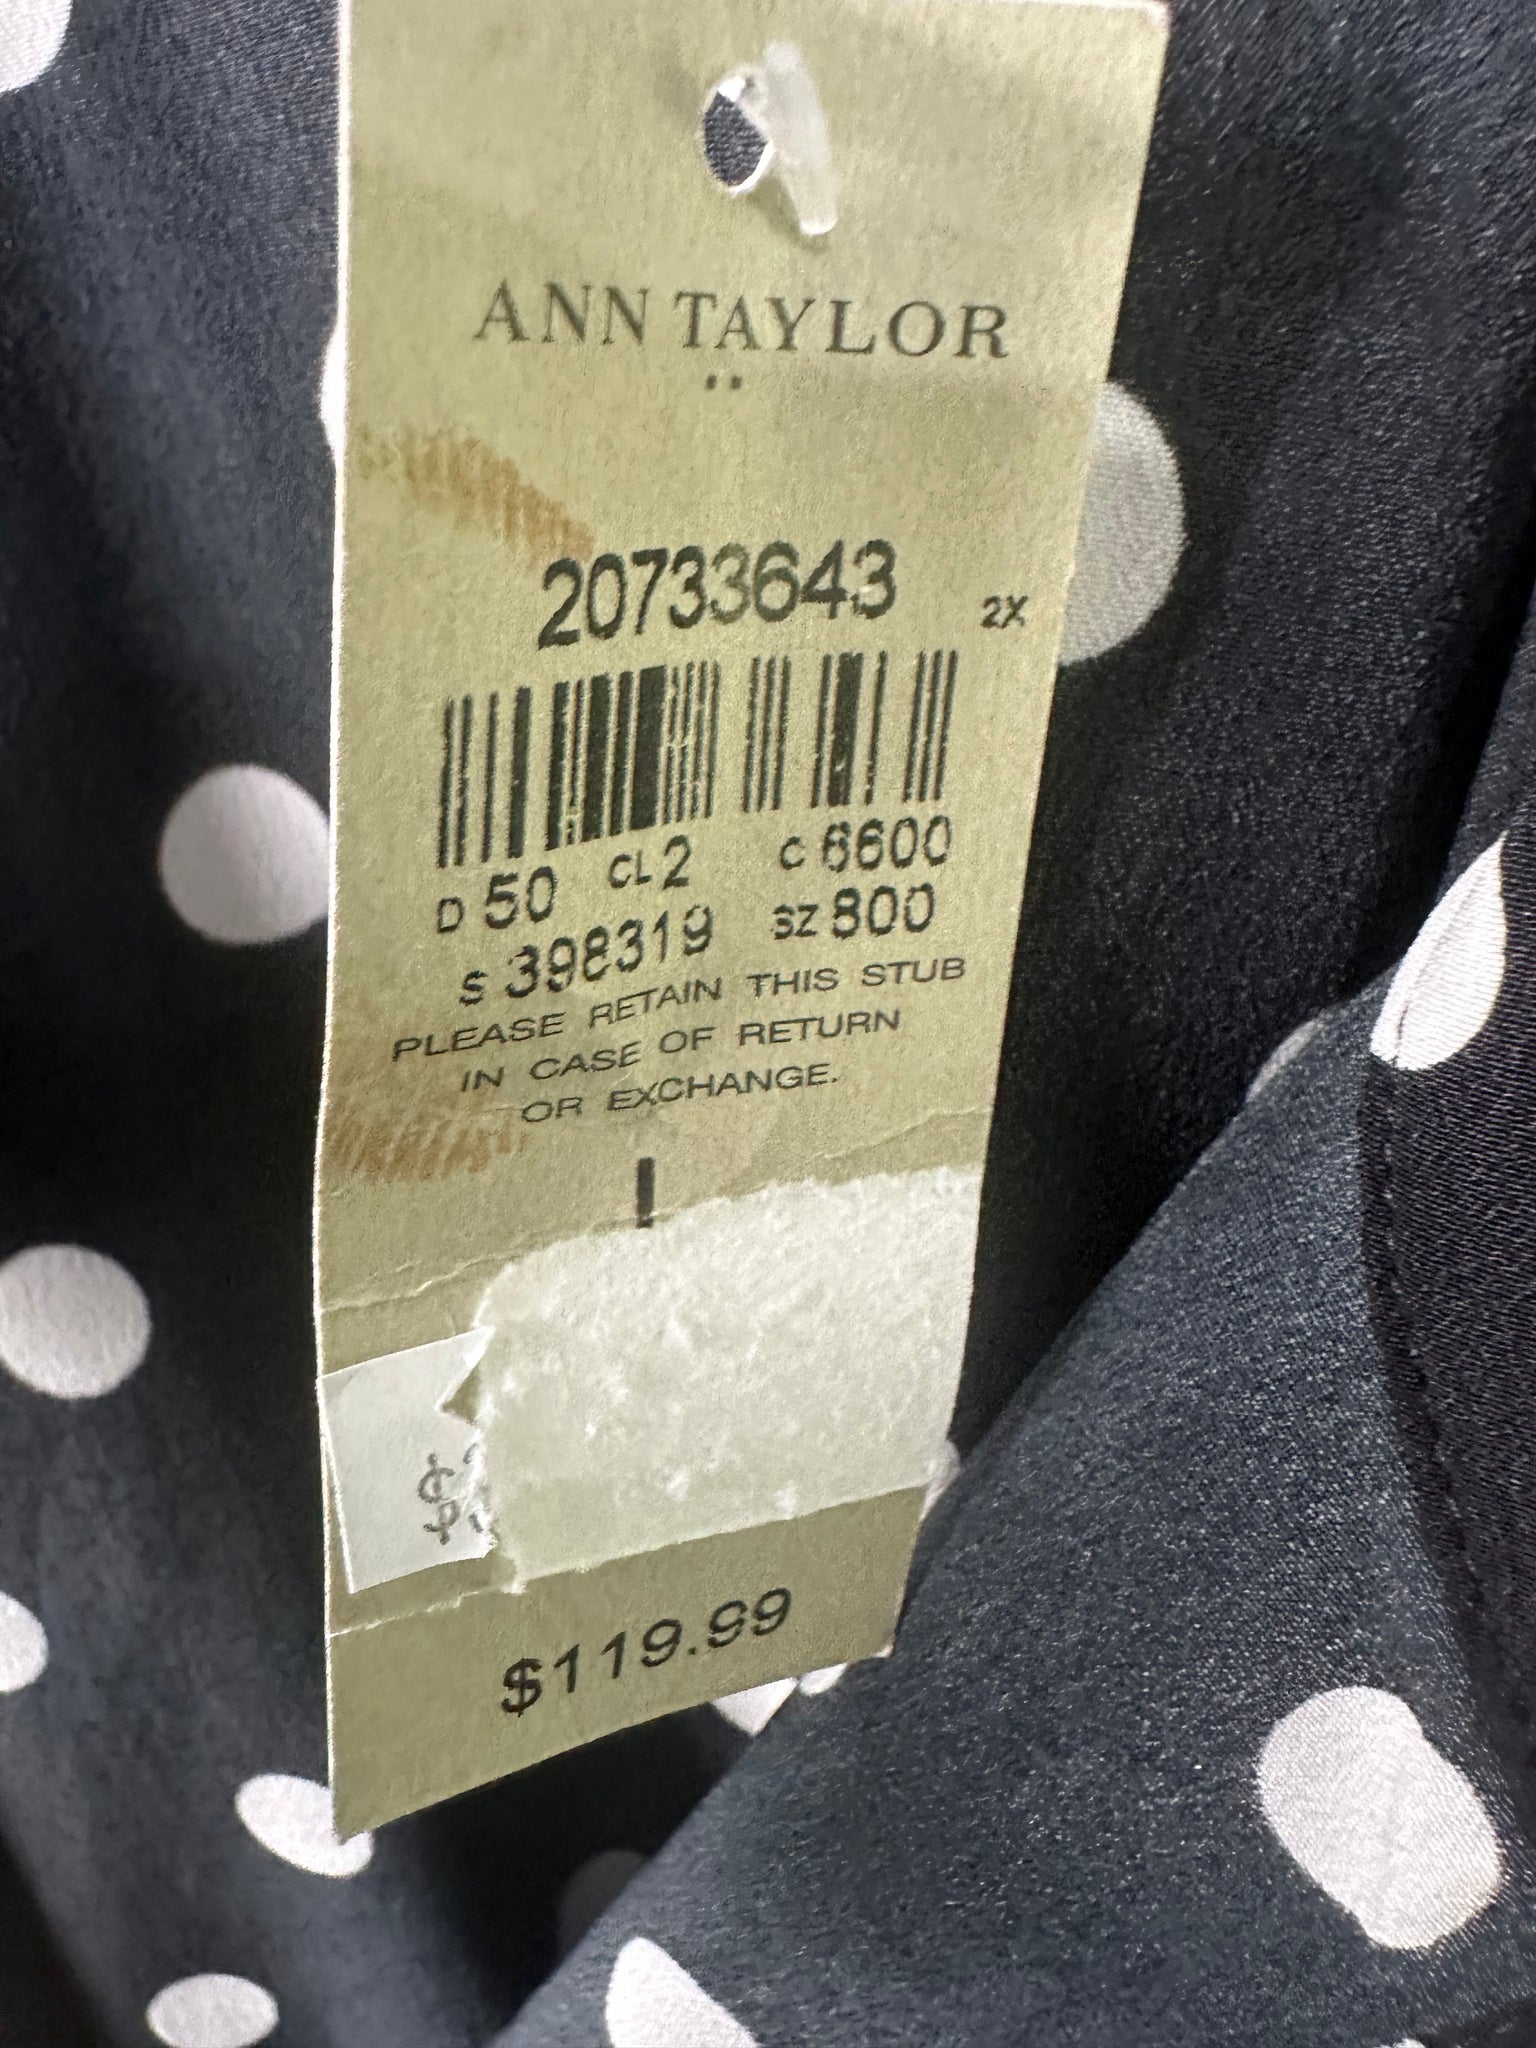 ANN TAYLOR
20733643
2X
D 50 CL 2 C 6600
S 398319 SZ 800
PLEASE RETAIN THIS STUB
IN CASE OF RETURN
OR EXCHANGE.
$
$119.99